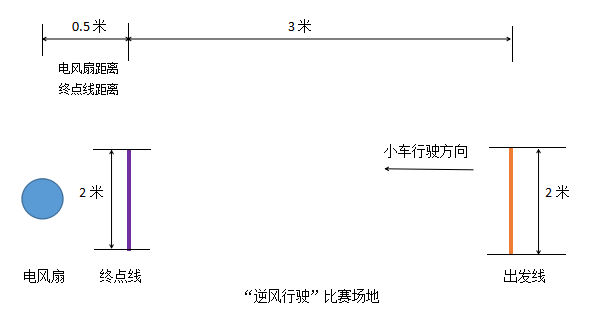 0.5 米
3 米
电风扇距离
终点线距离
小车行驶方向
2 米
2 米
电风扇
终点线
出发线
“逆风行驶”比赛场地